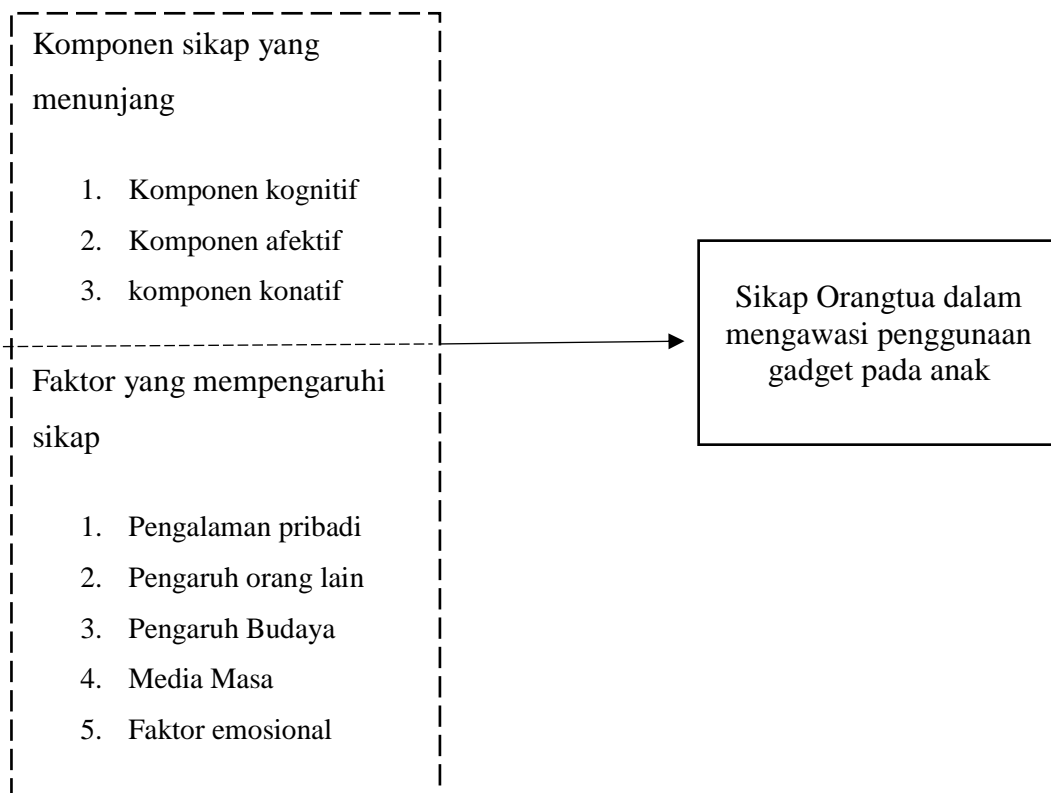 Komponen sikap yang
menunjang
1. Komponen kognitif
2. Komponen afektif
3. komponen konatif
Faktor yang mempengaruhi
sikap
1. Pengalaman pribadi
2. Pengaruh orang lain
3. Pengaruh Budaya
4. Media Masa
5. Faktor emosional
Sikap Orangtua dalam
mengawasi penggunaan
gadget pada anak